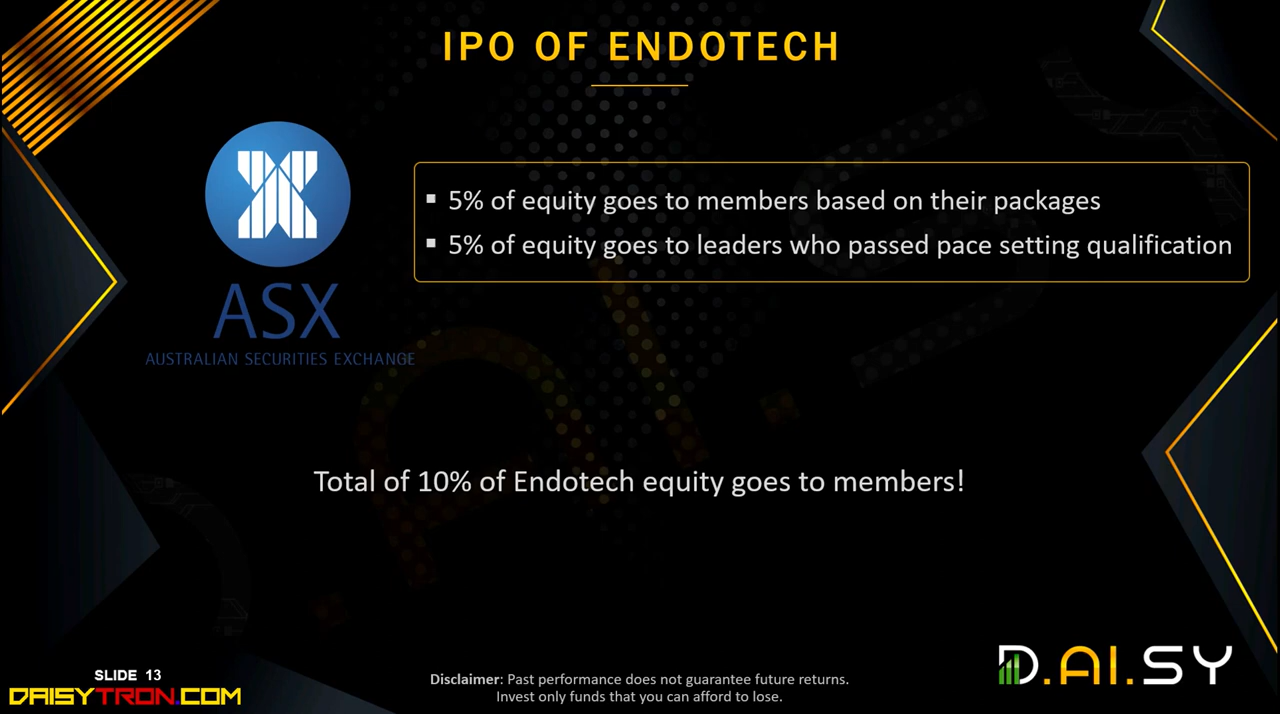 IPO OF ENDOTECH
ASX
AUSTRALIAN SECURITIES EXCHANGE
▪ 5% of equity goes to members based on their packages
▪ 5% of equity goes to leaders who passed pace setting qualification
Total of 10% of Endotech equity goes to members!
SLIDE 13
DAISYTRON.COM
Disclaimer: Past performance does not guarantee future returns.
Invest only funds that you can afford to lose.
D.AI.SY